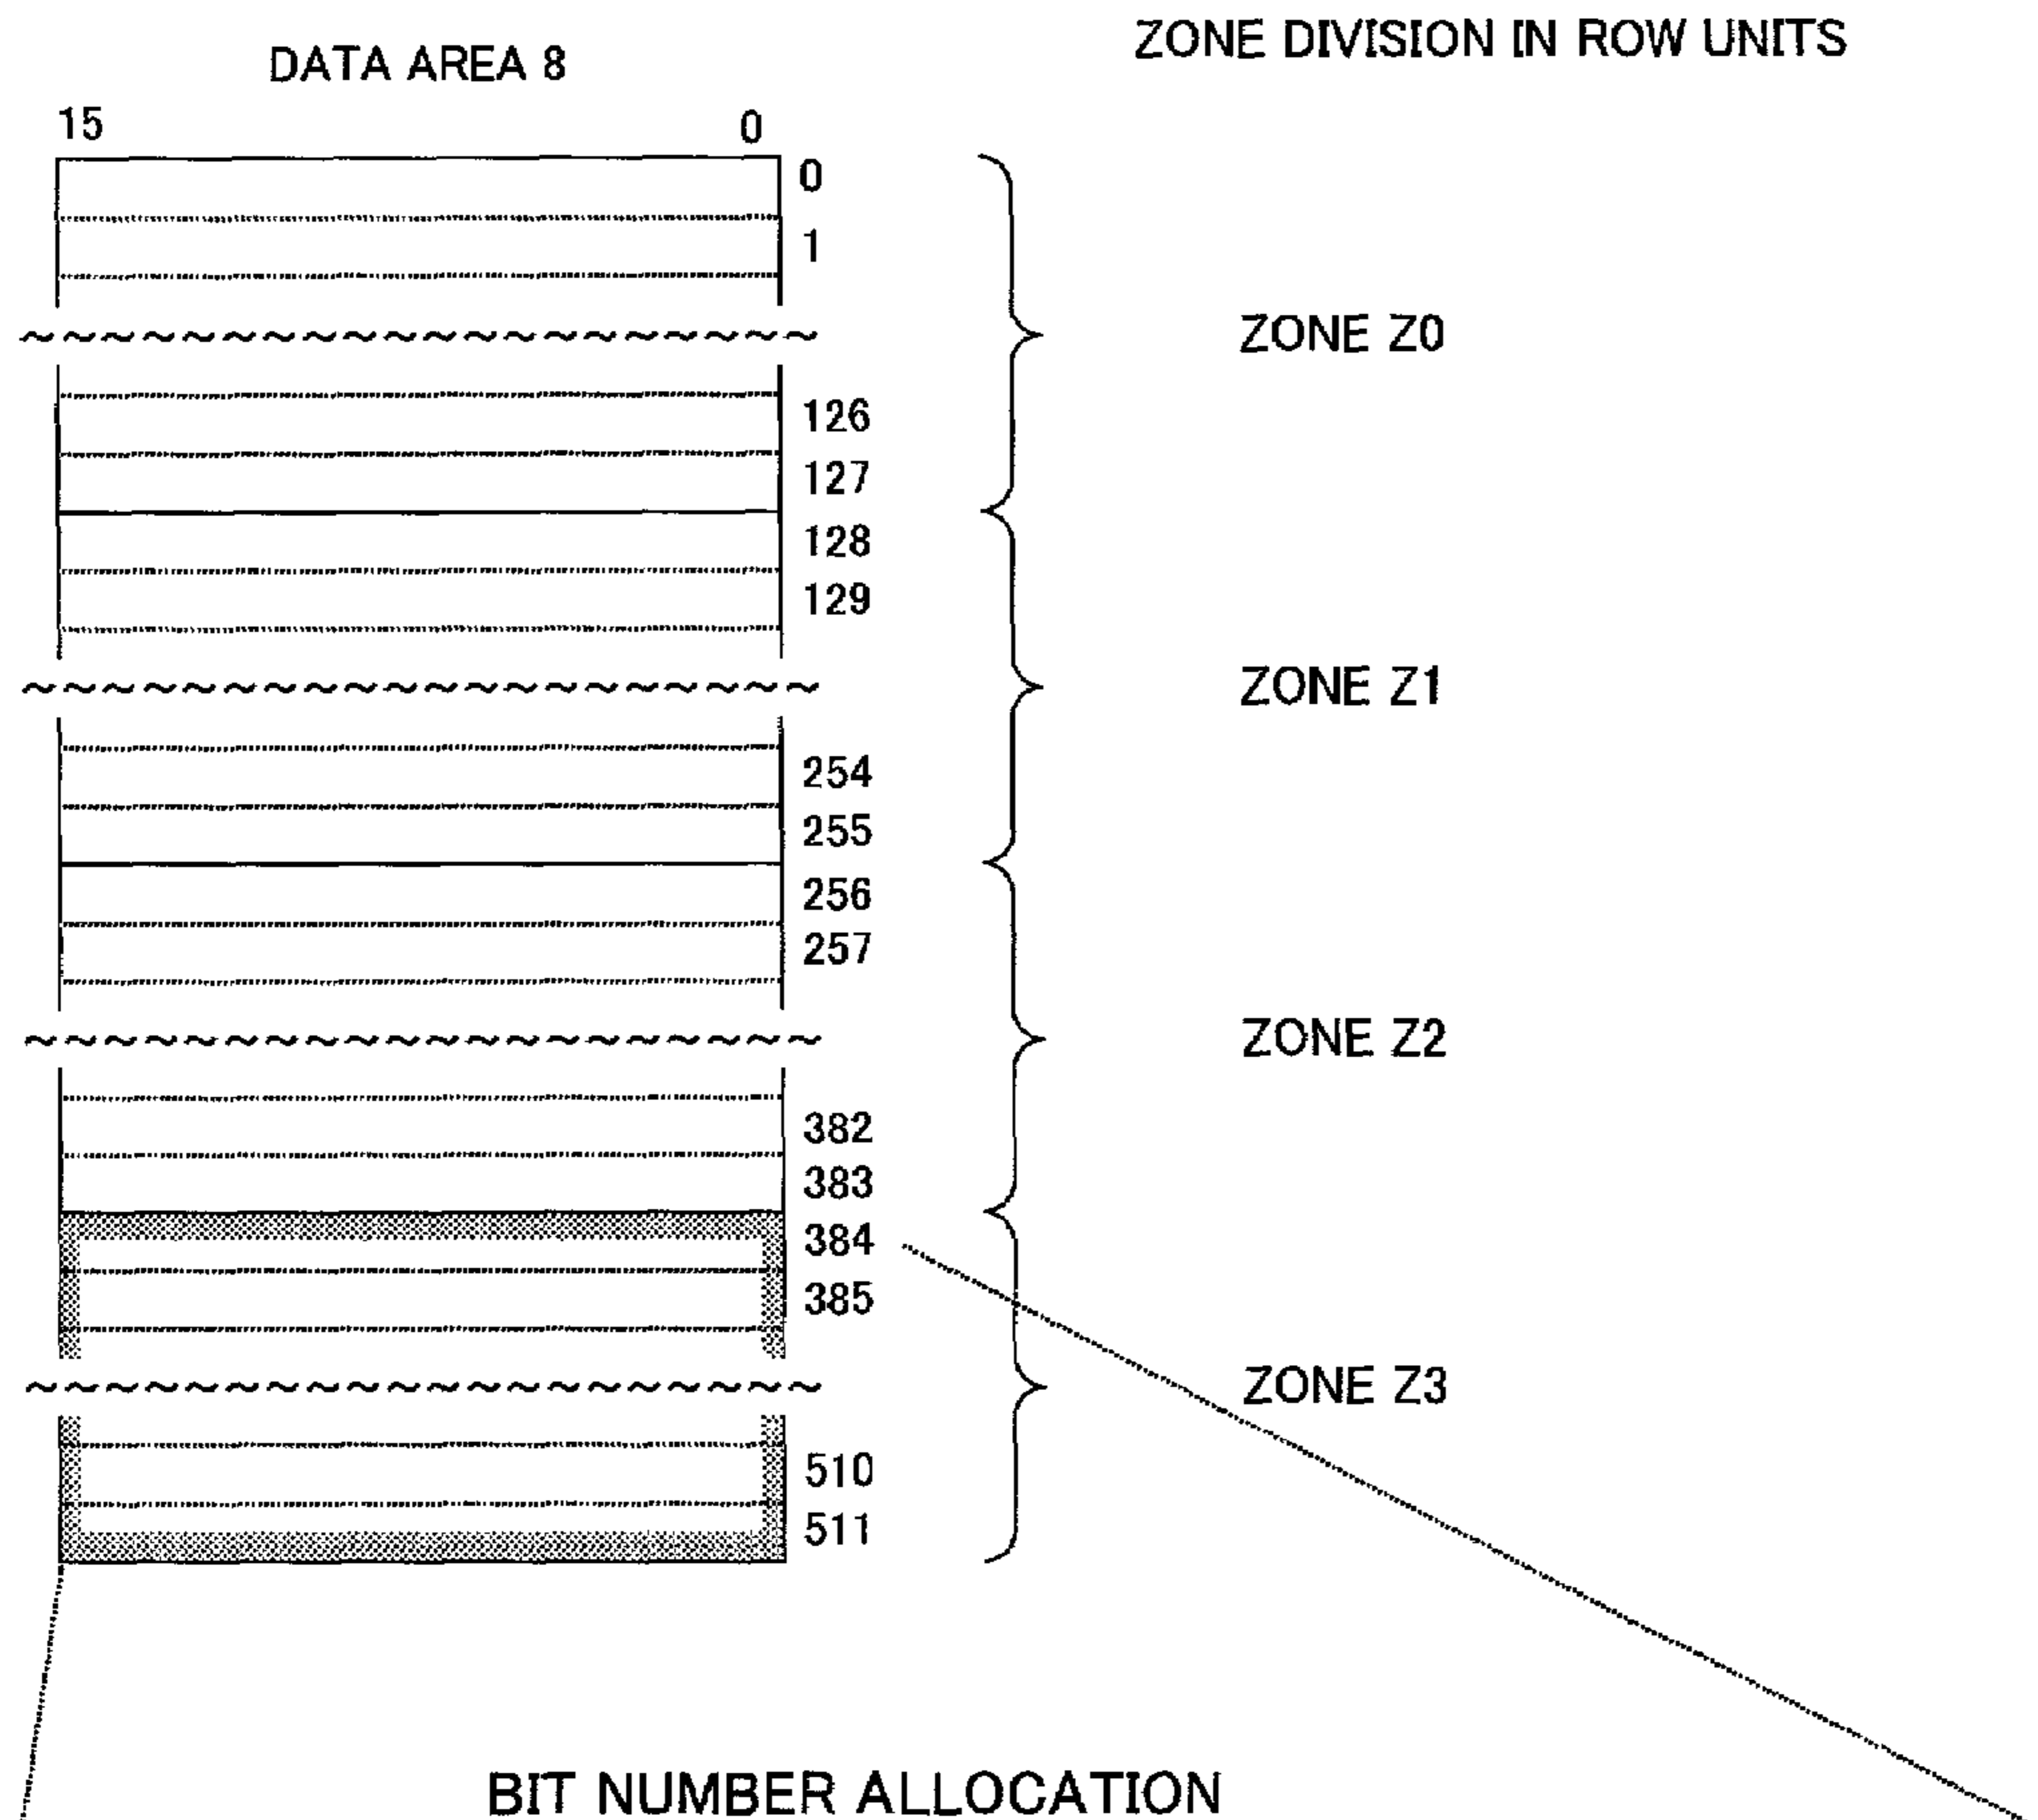 ZONE DIVISION IN ROW UNITS
DATA AREA 8
15 0
0
1
ZONE Z0
126
127
128
129
ZONE Z1
254
255
256
257
ZONE Z2
382
383
384
385
ZONE Z3
510
511
BIT NUMBER ALLOCATION